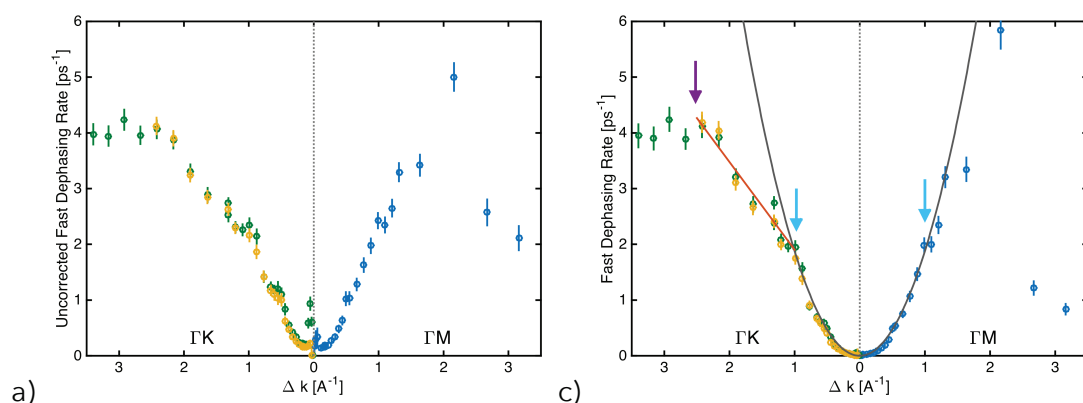 6
5
4
3
2
1
0
Uncorrected Fast Dephasing Rate [ps-1]
ΓK
ΓM
3 2 1 0 1 2 3
Δ k [A-1]
a)
6
5
4
3
2
1
0
Fast Dephasing Rate [ps-1]
ΓK
ΓM
3 2 1 0 1 2 3
Δ k [A-1]
c)